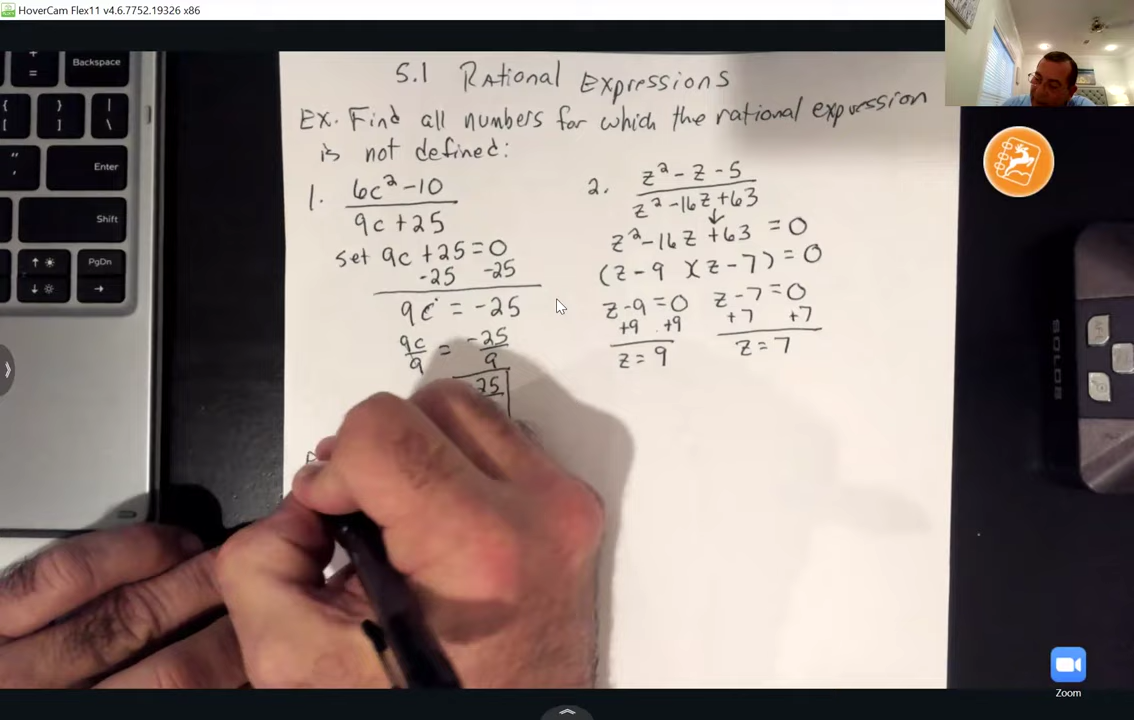 HoverCam Flex11 v4.6.7752.19326 x86
5.1 Rational Expressions
Ex. Find all numbers for which the rational expression
is not defined:
1. 6c²-10
9c+25
set 9c+25=0
-25 -25
9c = -25
9c/9 = -25/9
25
2. z²-z-5
z²-16z+63
↓
z²-16z+63 = 0
(z-9)(z-7) = 0
z-9=0
+9 +9
z=9
z-7=0
+7 +7
z=7
Backspace
+
=
{
[
}
]
|
\
"
'
Enter
Shift
PgDn
SOLDB
Zoom